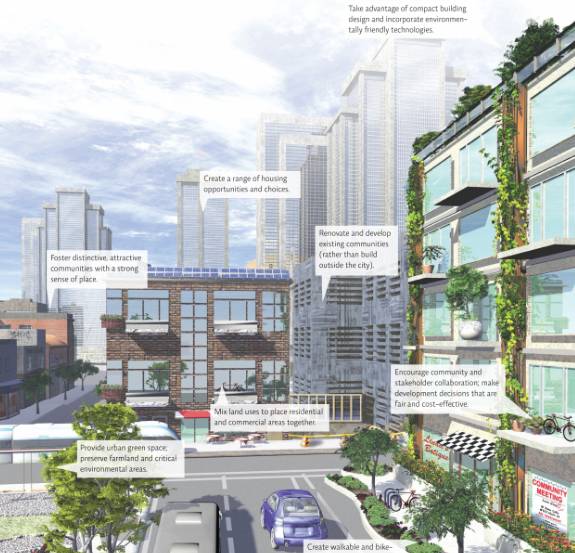 Take advantage of compact building
design and incorporate environmen-
tally friendly technologies.
Create a range of housing
opportunities and choices.
Renovate and develop
existing communities
(rather than build
outside the city).
Foster distinctive, attractive
communities with a strong
sense of place.
Encourage community and
stakeholder collaboration; make
development decisions that are
fair and cost-effective.
Mix land uses to place residential
and commercial areas together.
Provide urban green space;
preserve farmland and critical
environmental areas.
COMMUNITY
MEETING
Create walkable and bike-